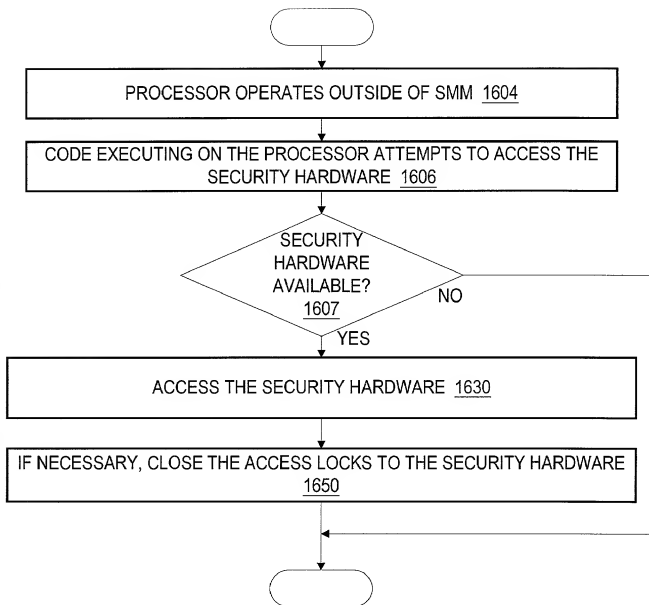 PROCESSOR OPERATES OUTSIDE OF SMM 1604
CODE EXECUTING ON THE PROCESSOR ATTEMPTS TO ACCESS THE
SECURITY HARDWARE 1606
SECURITY
HARDWARE
AVAILABLE?
1607
NO
YES
ACCESS THE SECURITY HARDWARE 1630
IF NECESSARY, CLOSE THE ACCESS LOCKS TO THE SECURITY HARDWARE
1650